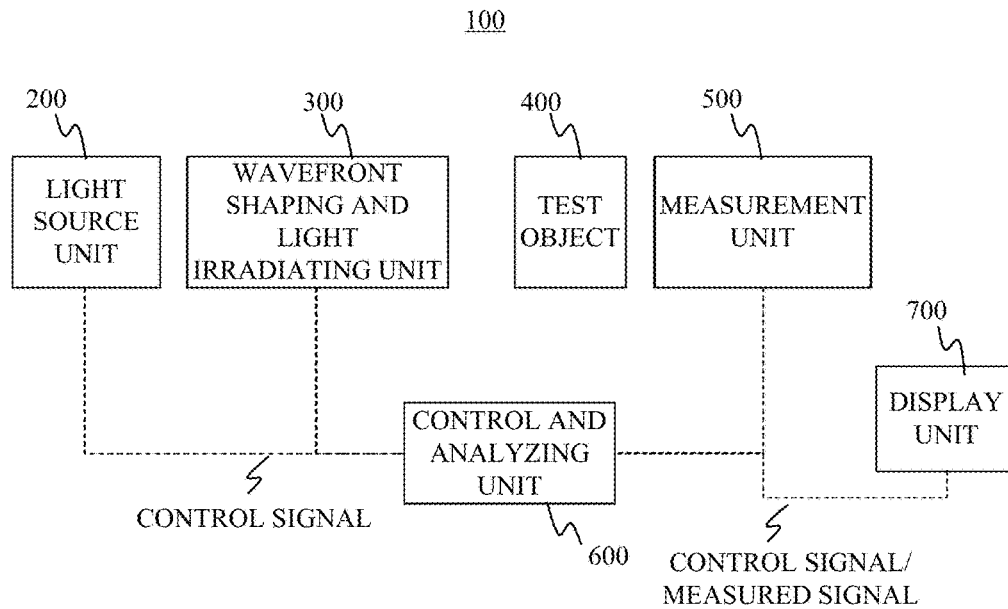 100
200
300
400
500
LIGHT
SOURCE
UNIT
WAVEFRONT
SHAPING AND
LIGHT
IRRADIATING UNIT
TEST
OBJECT
MEASUREMENT
UNIT
700
DISPLAY
UNIT
CONTROL AND
ANALYZING
UNIT
CONTROL SIGNAL
600
CONTROL SIGNAL/
MEASURED SIGNAL